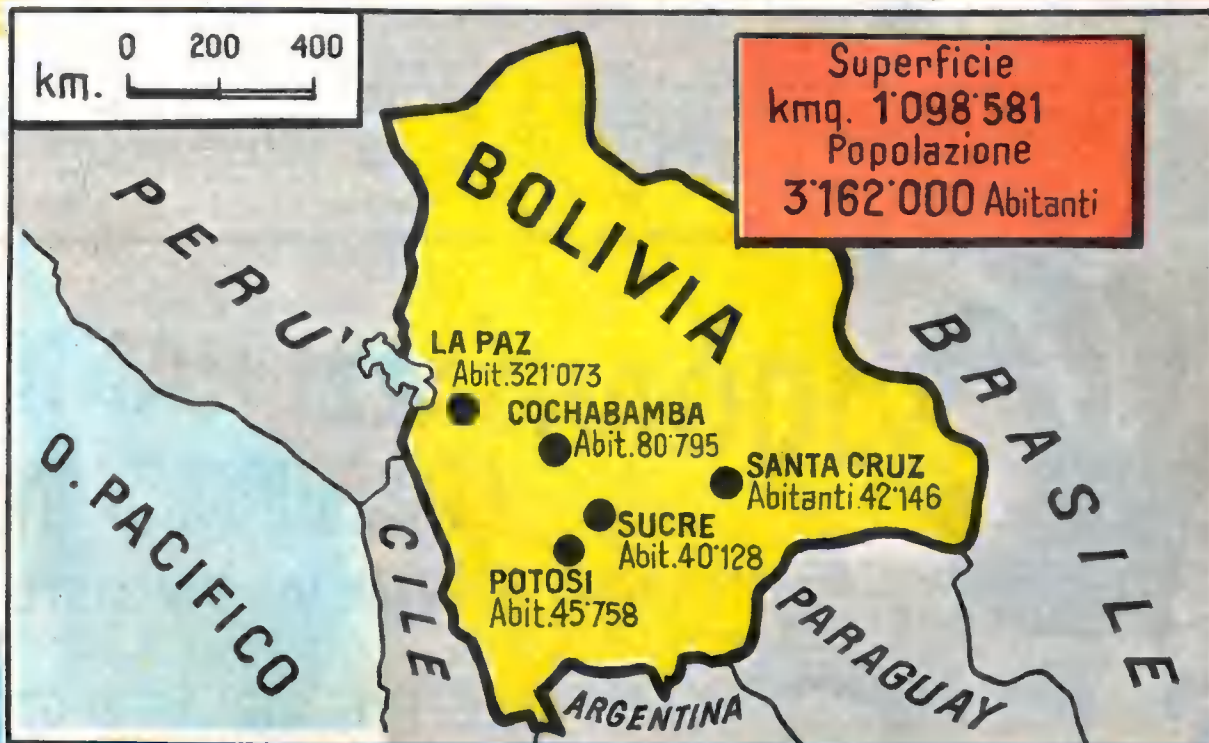 0 200 400
km.
Superficie
kmq. 1'098'581
Popolazione
3'162'000 Abitanti
BOLIVIA
PERU'
BRASILE
LA PAZ
Abit.321'073
COCHABAMBA
Abit.80'795
SANTA CRUZ
Abitanti.42'146
SUCRE
Abit.40'128
POTOSI
Abit.45'758
O. PACIFICO
CILE
PARAGUAY
ARGENTINA